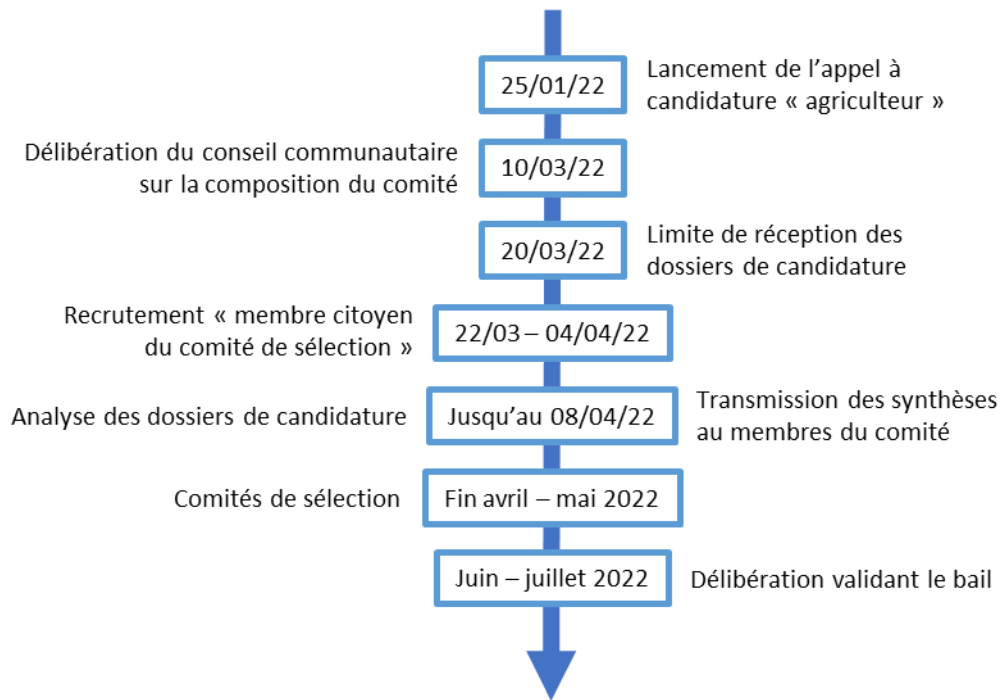 25/01/22
Lancement de l’appel à
candidature « agriculteur »
Délibération du conseil communautaire
sur la composition du comité
10/03/22
20/03/22
Limite de réception des
dossiers de candidature
Recrutement « membre citoyen
du comité de sélection »
22/03 – 04/04/22
Analyse des dossiers de candidature
Jusqu’au 08/04/22
Transmission des synthèses
au membres du comité
Comités de sélection
Fin avril – mai 2022
Juin – juillet 2022
Délibération validant le bail